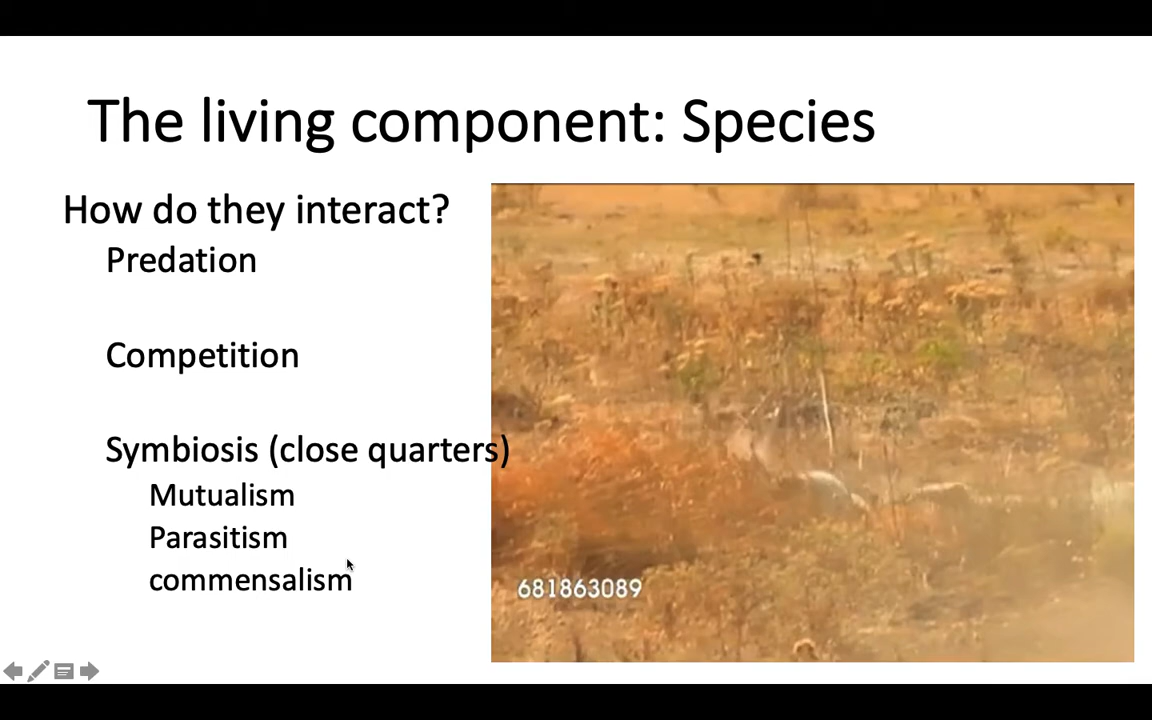 The living component: Species
How do they interact?
Predation
Competition
Symbiosis (close quarters)
Mutualism
Parasitism
commensalism
681863089